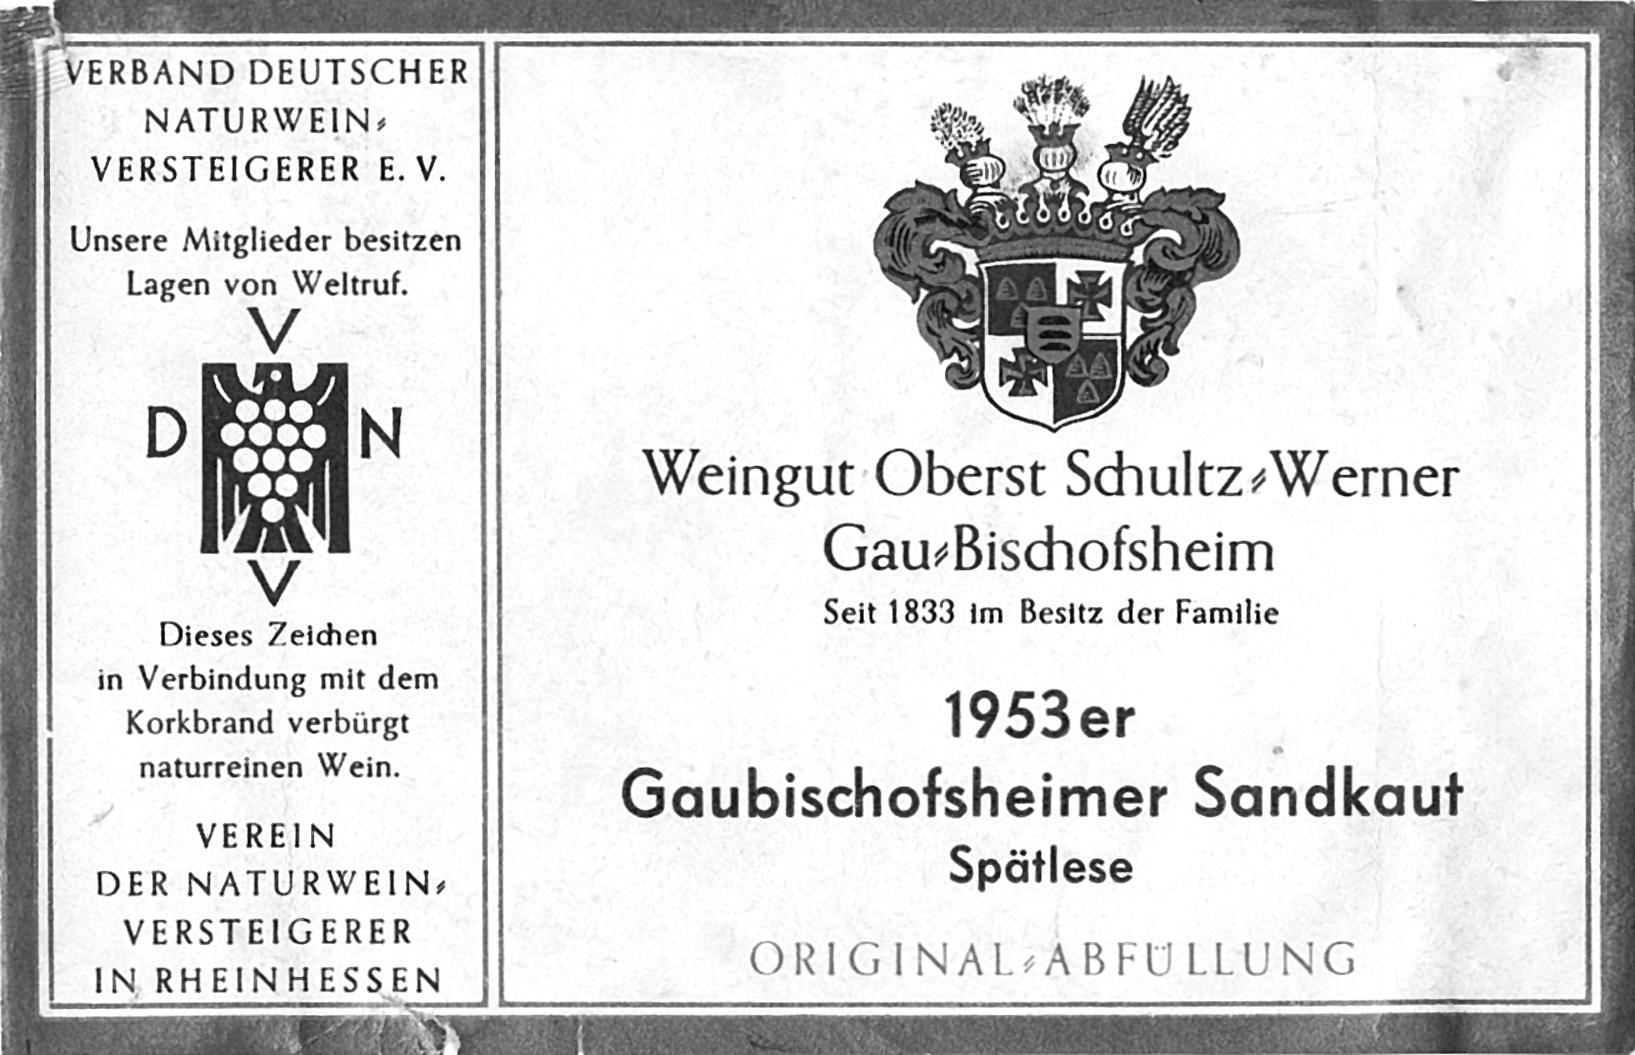 VERBAND DEUTSCHER
NATURWEIN-
VERSTEIGERER E. V.
Unsere Mitglieder besitzen
Lagen von Weltruf.
V
D N
V
Dieses Zeichen
in Verbindung mit dem
Korkbrand verbürgt
naturreinen Wein.
VEREIN
DER NATURWEIN-
VERSTEIGERER
IN RHEINHESSEN
Weingut Oberst Schultz-Werner
Gau-Bischofsheim
Seit 1833 im Besitz der Familie
1953er
Gaubischofsheimer Sandkaut
Spätlese
ORIGINAL-ABFÜLLUNG